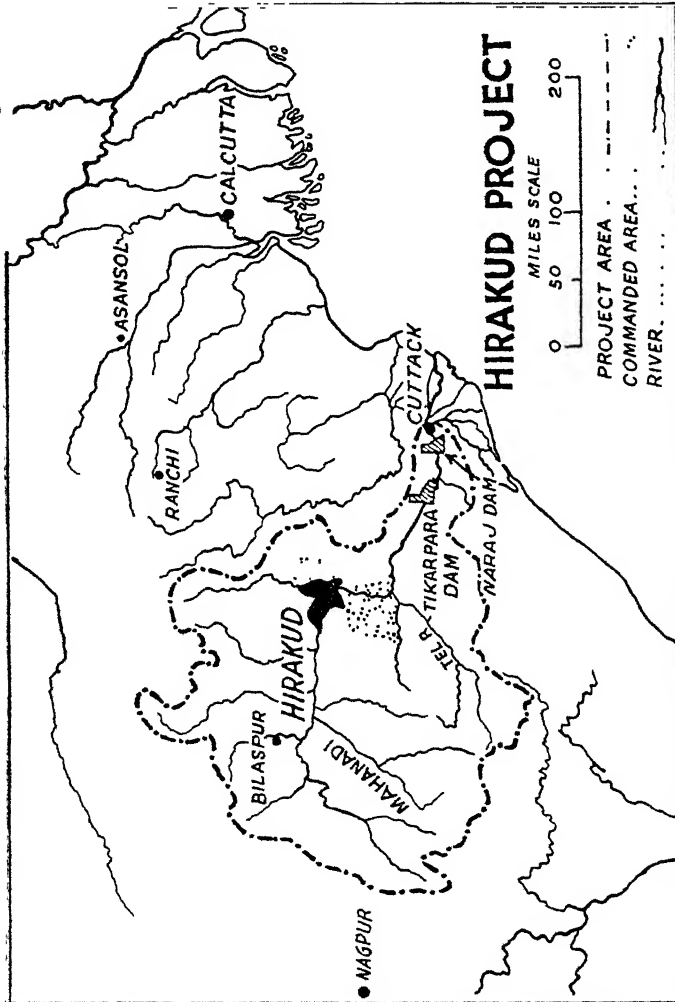 ASANSOL
CALCUTTA
RANCHI
BILASPUR
HIRAKUD
MAHANADI
NAGPUR
TEL R.
TIKARPARA
DAM
NARAJ DAM
CUTTACK
HIRAKUD PROJECT
MILES SCALE
0 50 100 200
PROJECT AREA . .
COMMANDED AREA . . .
RIVER. . . . . .